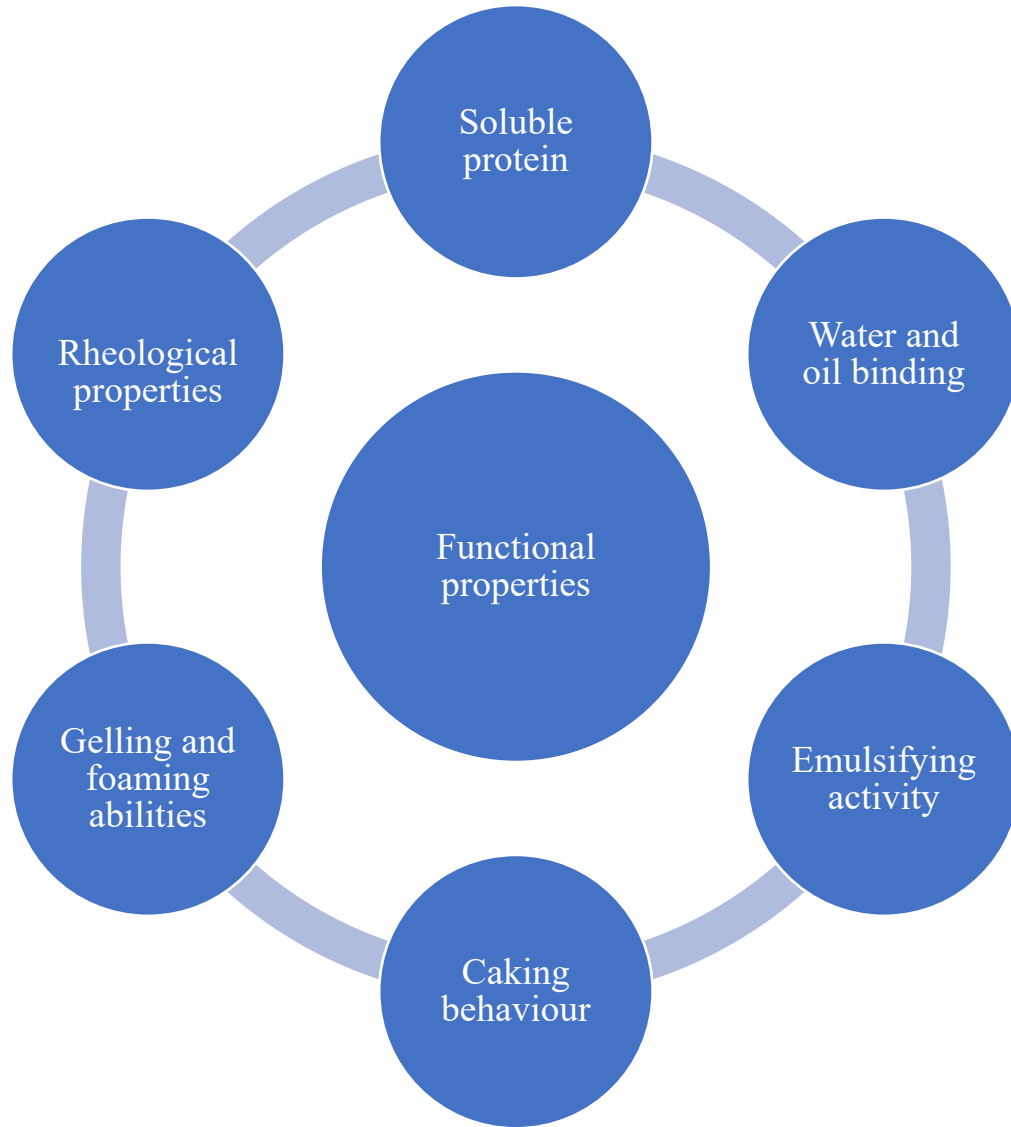 Soluble
protein
Water and
oil binding
Emulsifying
activity
Caking
behaviour
Gelling and
foaming
abilities
Rheological
properties
Functional
properties